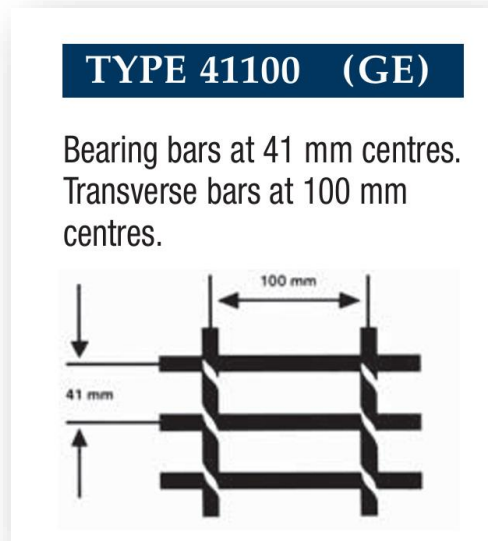 TYPE 41100 (GE)
Bearing bars at 41 mm centres.
Transverse bars at 100 mm
centres.
100 mm
41 mm